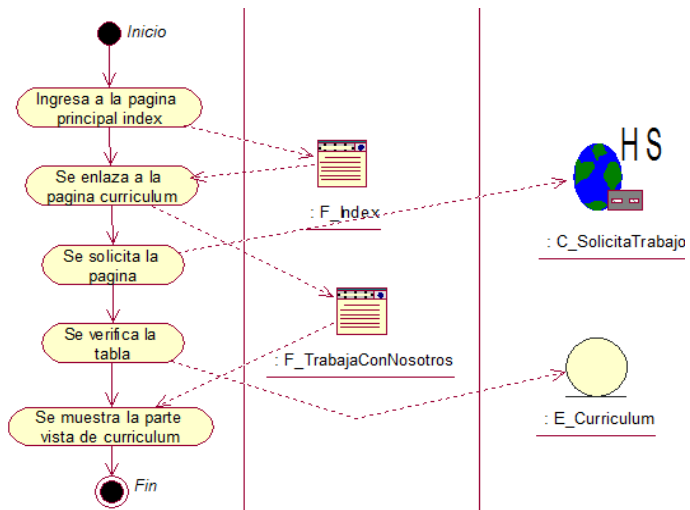 Inicio
Ingresa a la pagina
principal index
Se enlaza a la
pagina curriculum
Se solicita la
pagina
Se verifica la
tabla
Se muestra la parte
vista de curriculum
Fin
: F_Index
: F_TrabajaConNosotros
HS
: C_SolicitaTrabajo
: E_Curriculum